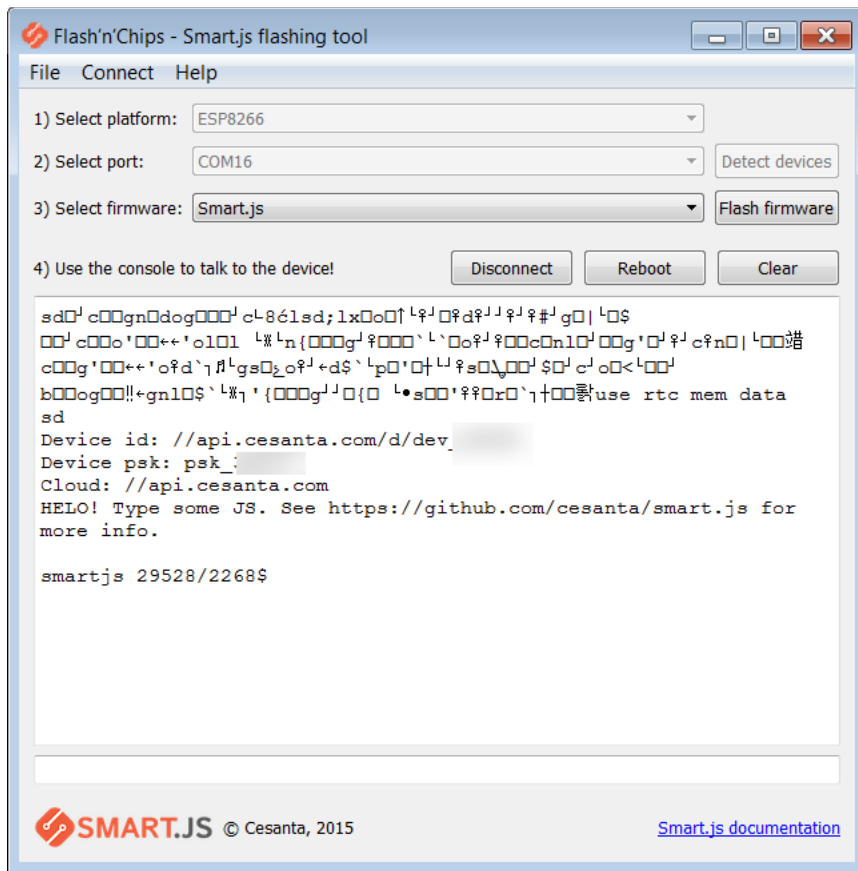 Flash'n'Chips - Smart.js flashing tool
File Connect Help
1) Select platform: ESP8266
2) Select port: COM16 Detect devices
3) Select firmware: Smart.js Flash firmware
4) Use the console to talk to the device! Disconnect Reboot Clear
use rtc mem data
sd
Device id: //api.cesanta.com/d/dev_
Device psk: psk_
Cloud: //api.cesanta.com
HELO! Type some JS. See https://github.com/cesanta/smart.js for
more info.
smartjs 29528/2268$
SMART.JS © Cesanta, 2015 Smart.js documentation